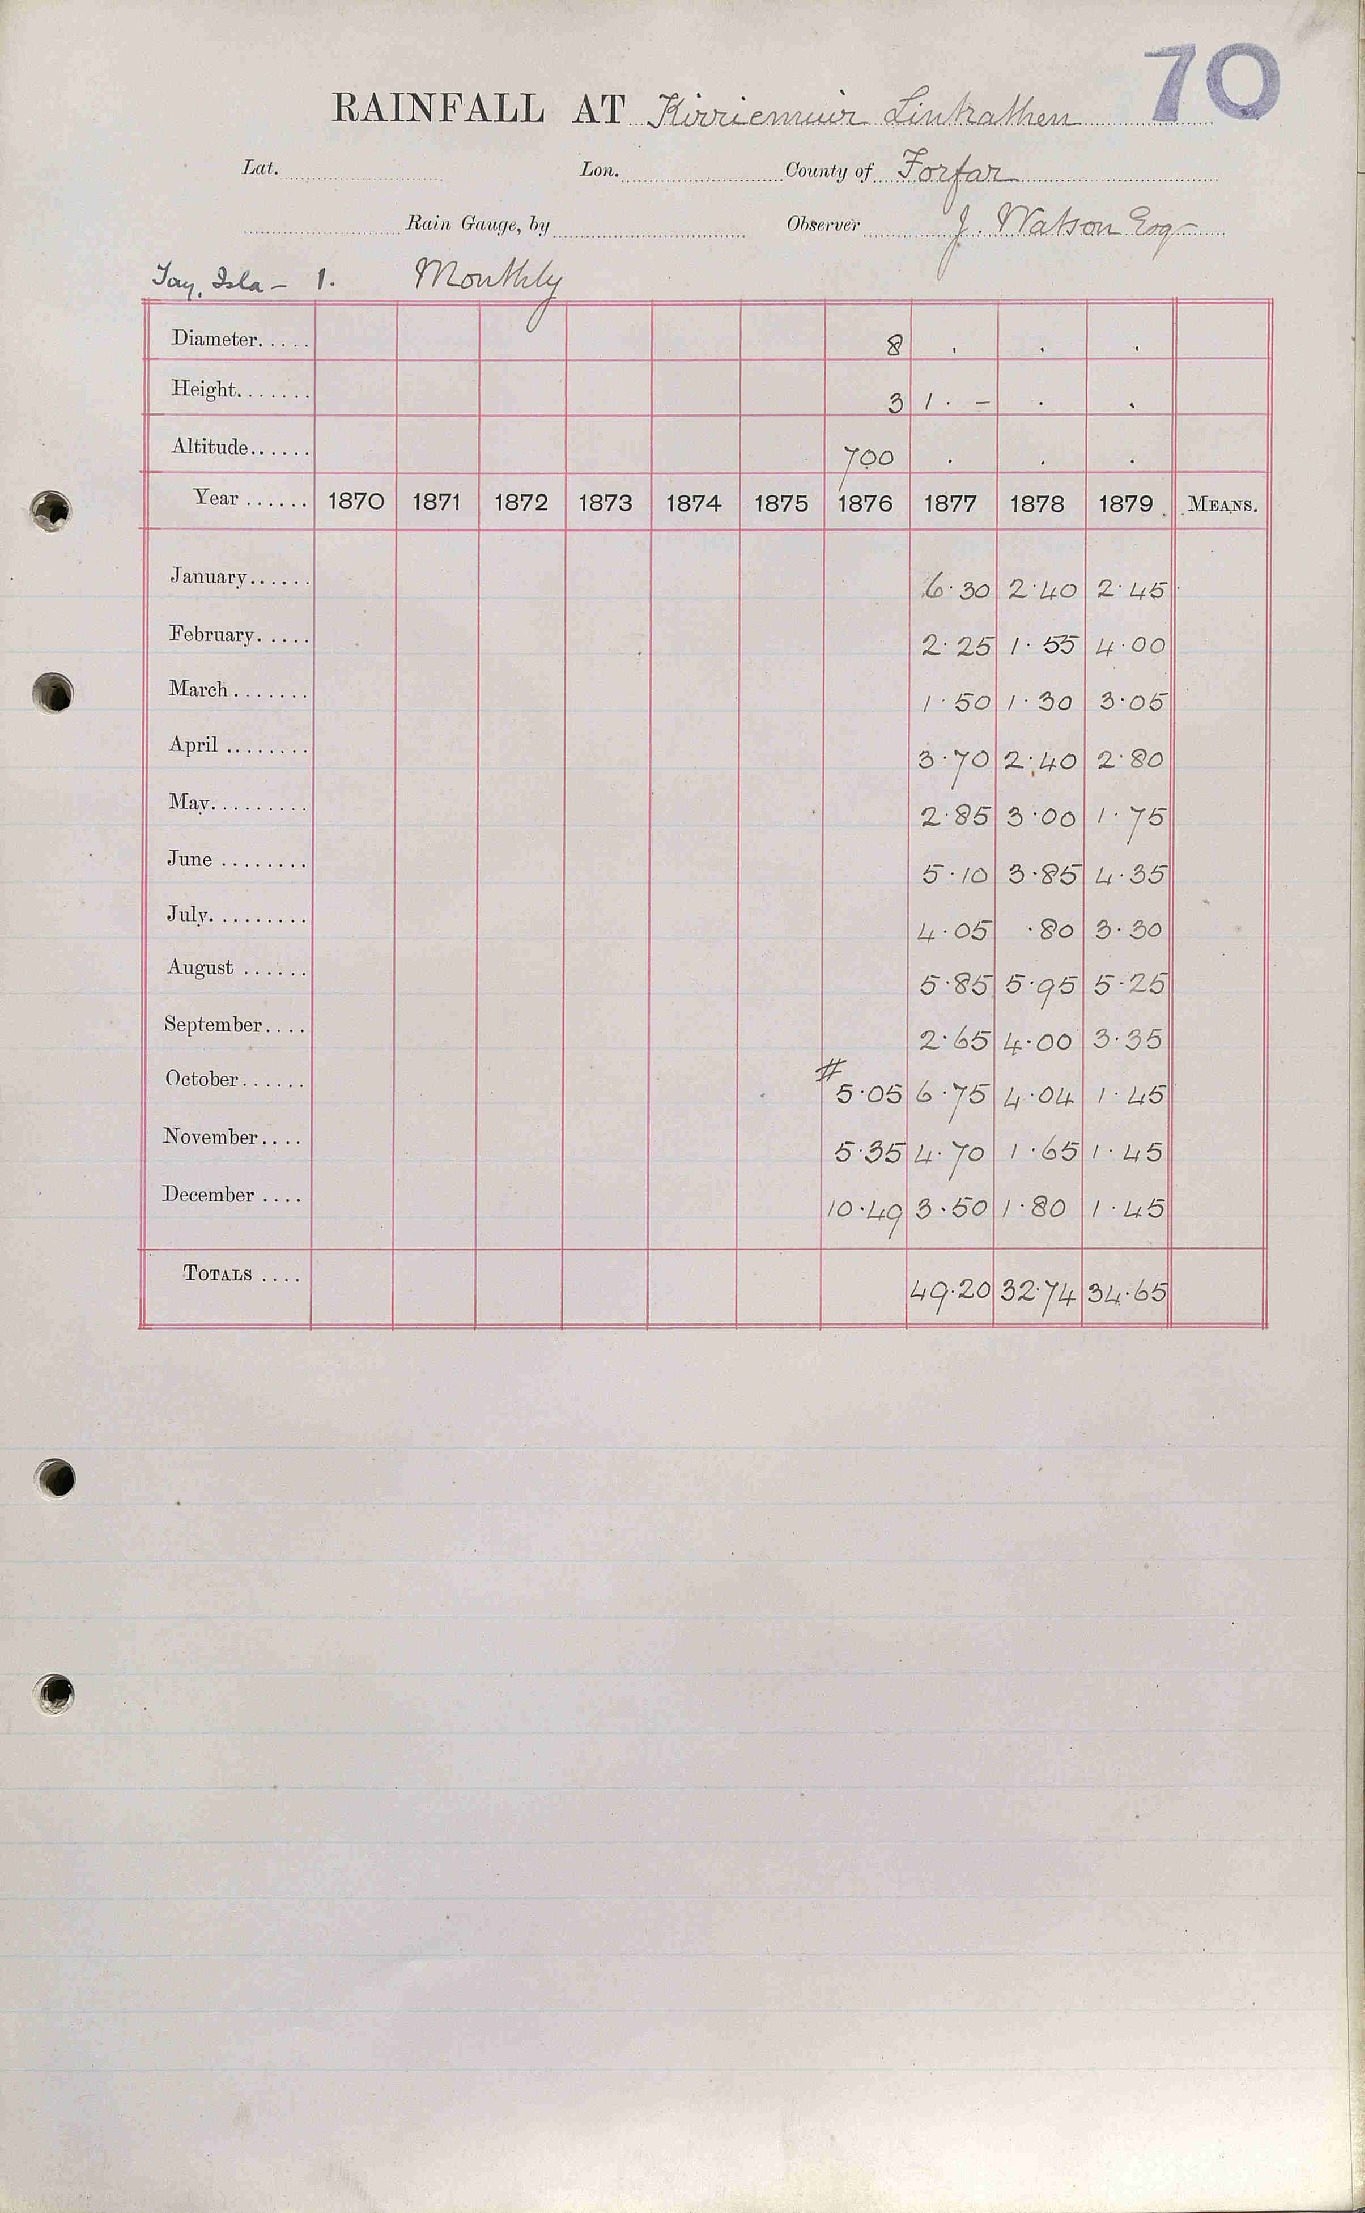 70
RAINFALL AT Kirriemuir Lintrathen
Lat. Lon. County of Forfar
Rain Gauge, by Observer J. Watson Esq
Tay, Isla - 1. Monthly
Diameter..... 8 . . .
Height....... 3 1 · - . .
Altitude...... 700 . . .
Year ...... 1870 1871 1872 1873 1874 1875 1876 1877 1878 1879 MEANS.
January...... 6·30 2·40 2·45
February..... 2·25 1·55 4·00
March ....... 1·50 1·30 3·05
April ........ 3·70 2·40 2·80
May......... 2·85 3·00 1·75
June ........ 5·10 3·85 4·35
July......... 4·05 ·80 3·30
August ...... 5·85 5·95 5·25
September.... 2·65 4·00 3·35
October...... #5·05 6·75 4·04 1·45
November.... 5·35 4·70 1·65 1·45
December .... 10·49 3·50 1·80 1·45
TOTALS .... 49·20 32·74 34·65